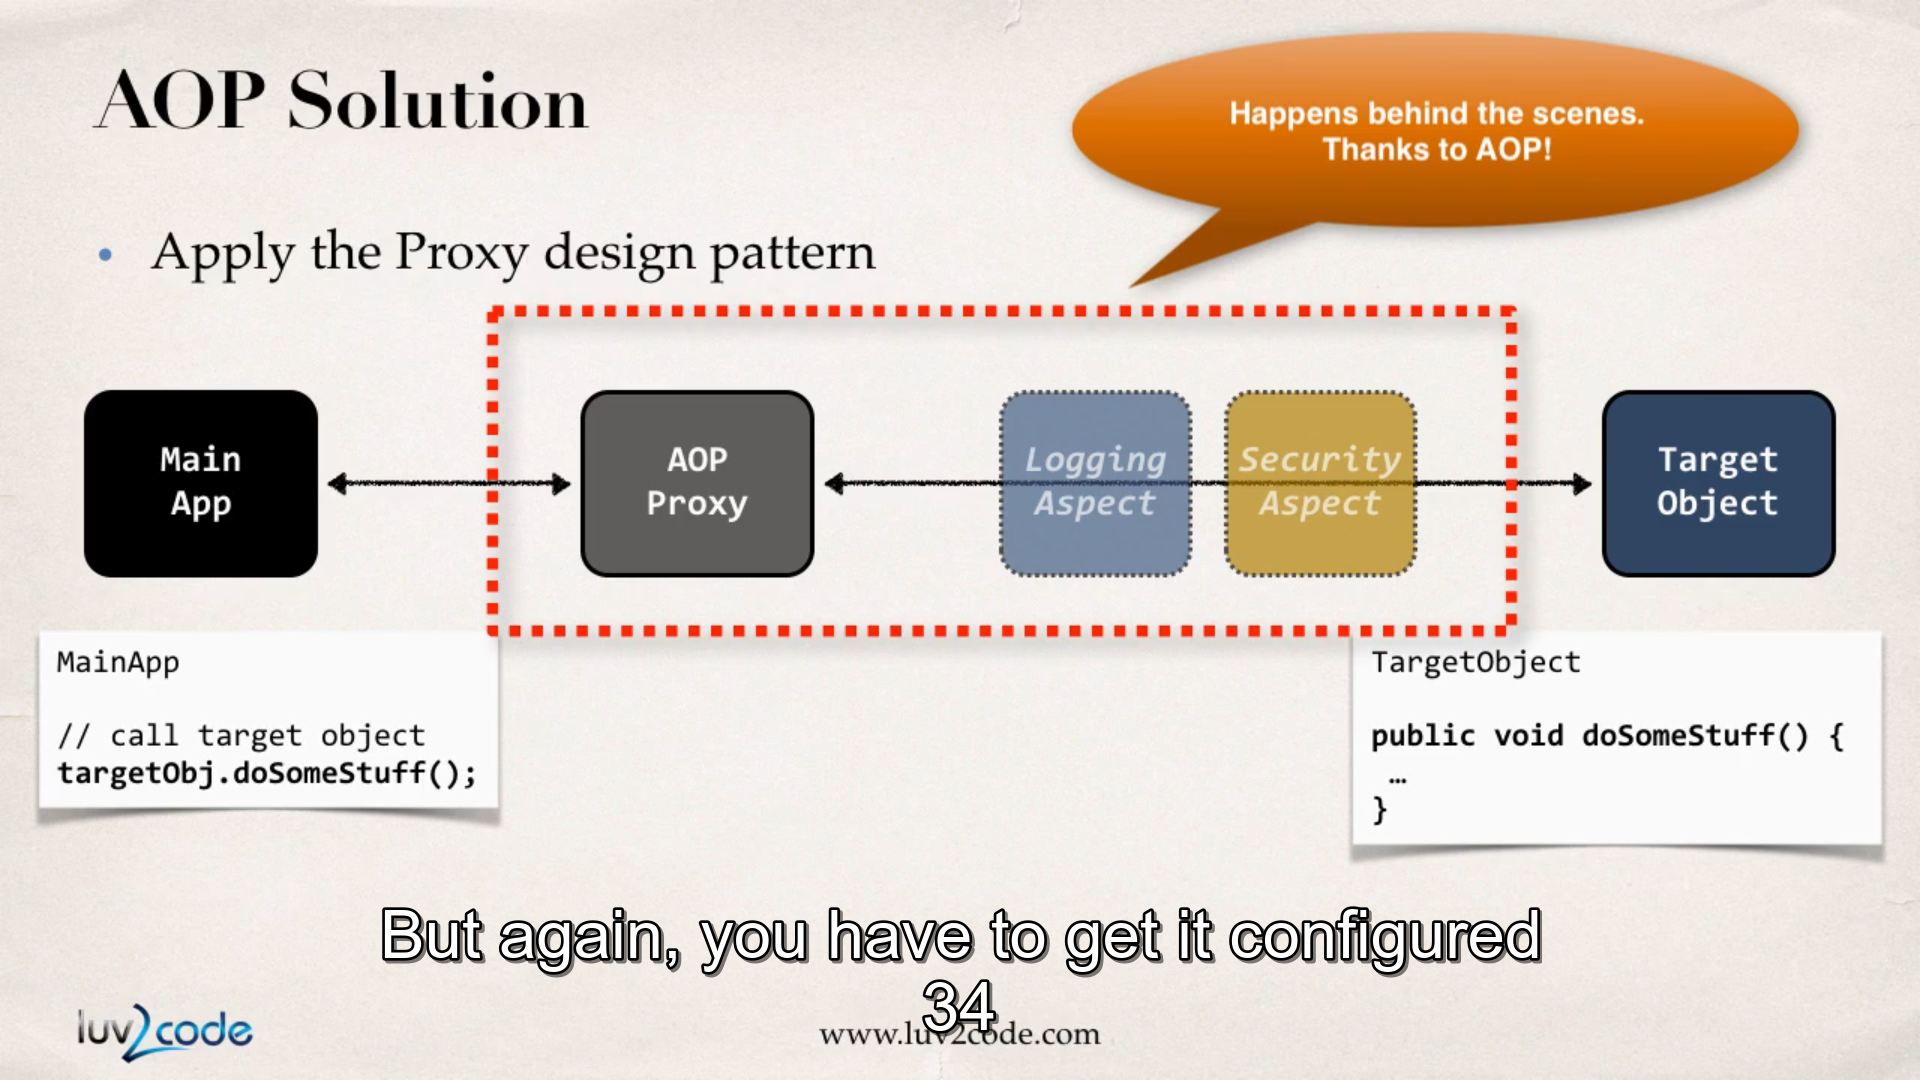 AOP Solution
Happens behind the scenes.
Thanks to AOP!
• Apply the Proxy design pattern
Main
App
AOP
Proxy
Logging
Aspect
Security
Aspect
Target
Object
MainApp
// call target object
targetObj.doSomeStuff();
TargetObject
public void doSomeStuff() {
…
}
But again, you have to get it configured
34
luv2code
www.luv2code.com